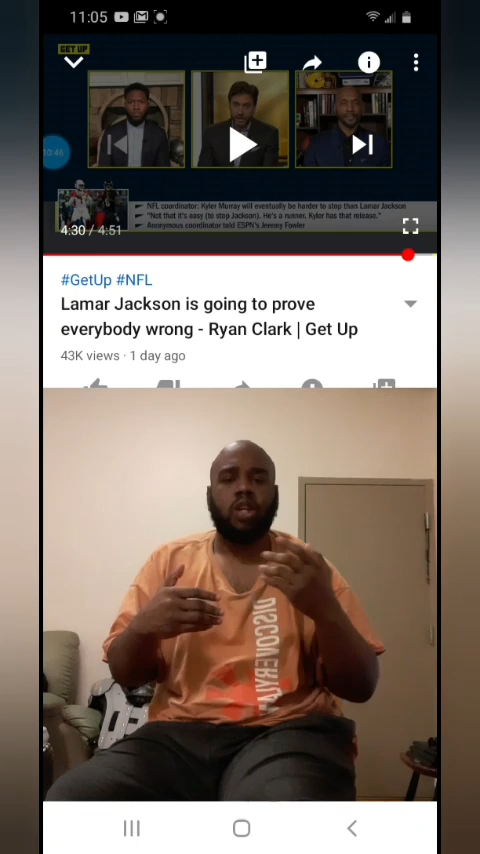 11:05
GET UP
10:46
NFL coordinator: Kyler Murray will eventually be harder to stop than Lamar Jackson
"Not that it's easy (to stop Jackson). He's a runner, Kyler has that release."
Anonymous coordinator told ESPN's Jeremy Fowler
4:30 / 4:51
#GetUp #NFL
Lamar Jackson is going to prove
everybody wrong - Ryan Clark | Get Up
43K views · 1 day ago
DISCOVERY